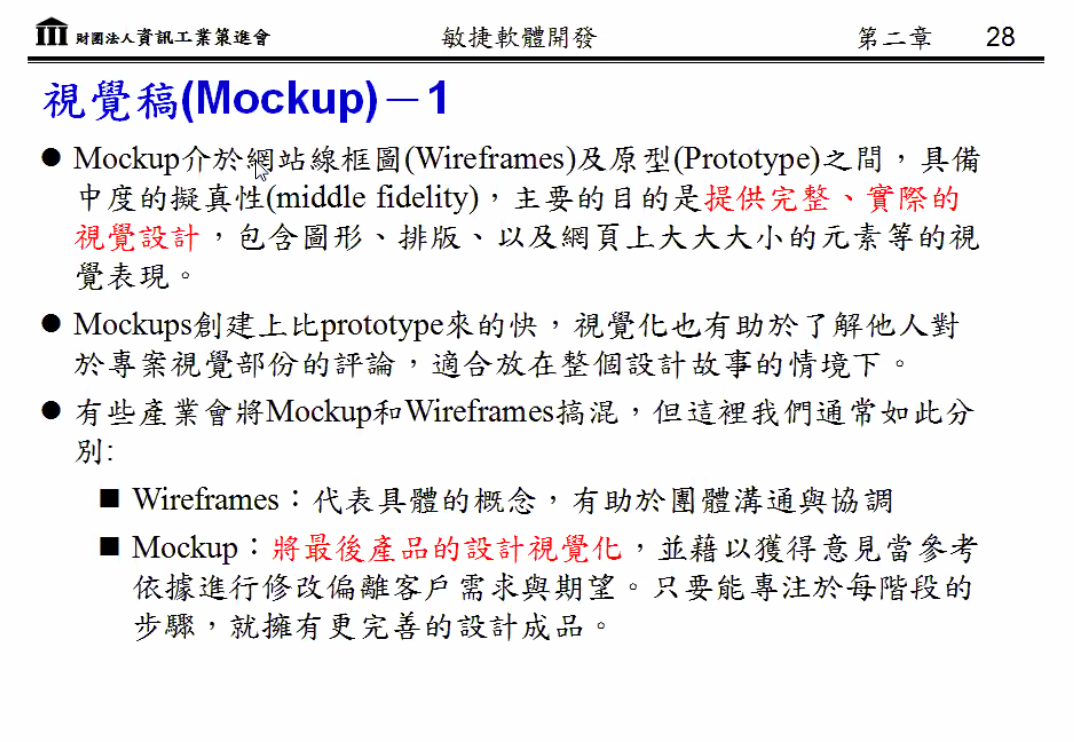 財團法人資訊工業策進會 敏捷軟體開發 第二章 28
視覺稿(Mockup)－1
● Mockup介於網站線框圖(Wireframes)及原型(Prototype)之間，具備
中度的擬真性(middle fidelity)，主要的目的是提供完整、實際的
視覺設計，包含圖形、排版、以及網頁上大大大小的元素等的視
覺表現。
● Mockups創建上比prototype來的快，視覺化也有助於了解他人對
於專案視覺部份的評論，適合放在整個設計故事的情境下。
● 有些產業會將Mockup和Wireframes搞混，但這裡我們通常如此分
別:
■ Wireframes：代表具體的概念，有助於團體溝通與協調
■ Mockup：將最後產品的設計視覺化，並藉以獲得意見當參考
依據進行修改偏離客戶需求與期望。只要能專注於每階段的
步驟，就擁有更完善的設計成品。